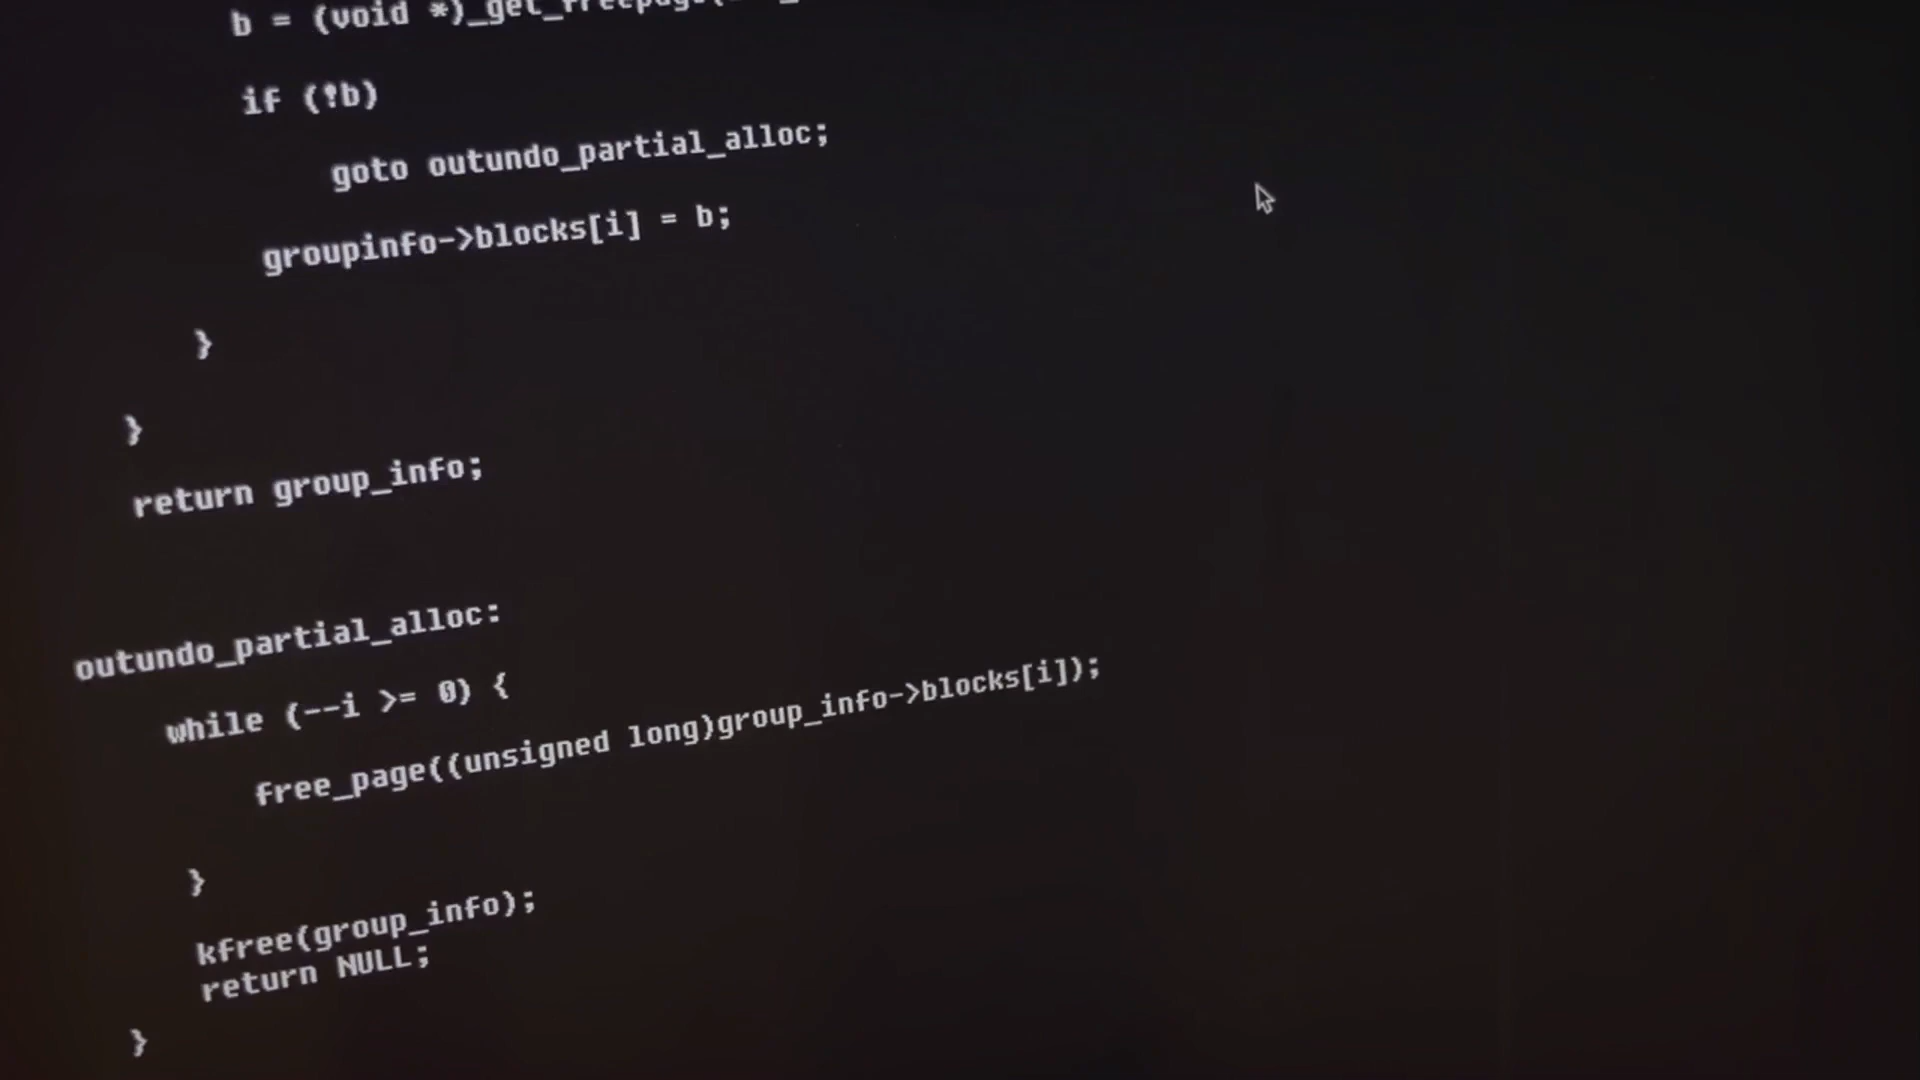 b = (void *)_get_freepage(
if (!b)
goto outundo_partial_alloc;
groupinfo->blocks[i] = b;
}
}
return group_info;
outundo_partial_alloc:
while (--i >= 0) {
free_page((unsigned long)group_info->blocks[i]);
}
kfree(group_info);
return NULL;
}